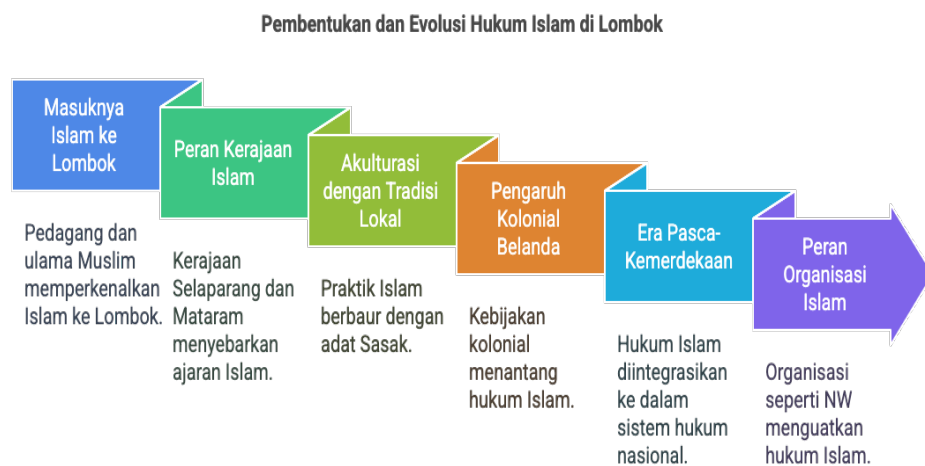 Pembentukan dan Evolusi Hukum Islam di Lombok
Masuknya
Islam ke
Lombok
Pedagang dan
ulama Muslim
memperkenalkan
Islam ke Lombok.
Peran Kerajaan
Islam
Kerajaan
Selaparang dan
Mataram
menyebarkan
ajaran Islam.
Akulturasi
dengan Tradisi
Lokal
Praktik Islam
berbaur dengan
adat Sasak.
Pengaruh
Kolonial
Belanda
Kebijakan
kolonial
menantang
hukum Islam.
Era Pasca-
Kemerdekaan
Hukum Islam
diintegrasikan
ke dalam
sistem hukum
nasional.
Peran
Organisasi
Islam
Organisasi
seperti NW
menguatkan
hukum Islam.